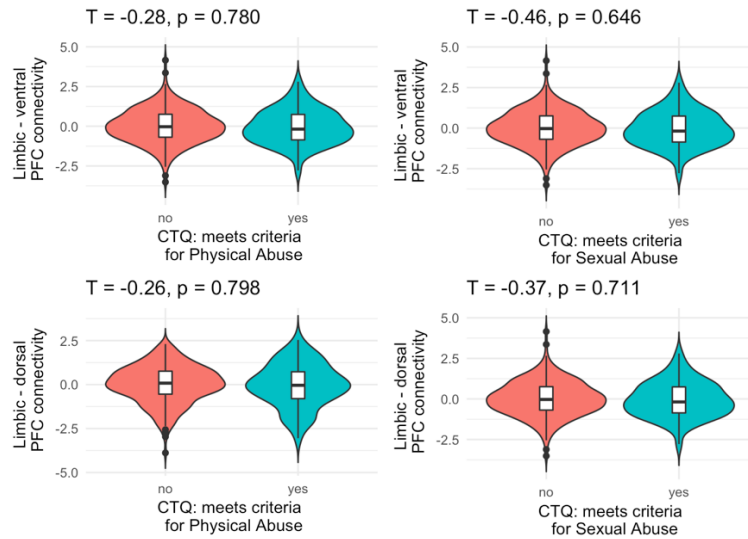 T = -0.28, p = 0.780
Limbic - ventral
PFC connectivity
5.0
2.5
0.0
-2.5
no
yes
CTQ: meets criteria
for Physical Abuse
T = -0.46, p = 0.646
Limbic - ventral
PFC connectivity
5.0
2.5
0.0
-2.5
no
yes
CTQ: meets criteria
for Sexual Abuse
T = -0.26, p = 0.798
Limbic - dorsal
PFC connectivity
2.5
0.0
-2.5
-5.0
no
yes
CTQ: meets criteria
for Physical Abuse
T = -0.37, p = 0.711
Limbic - dorsal
PFC connectivity
5.0
2.5
0.0
-2.5
no
yes
CTQ: meets criteria
for Sexual Abuse